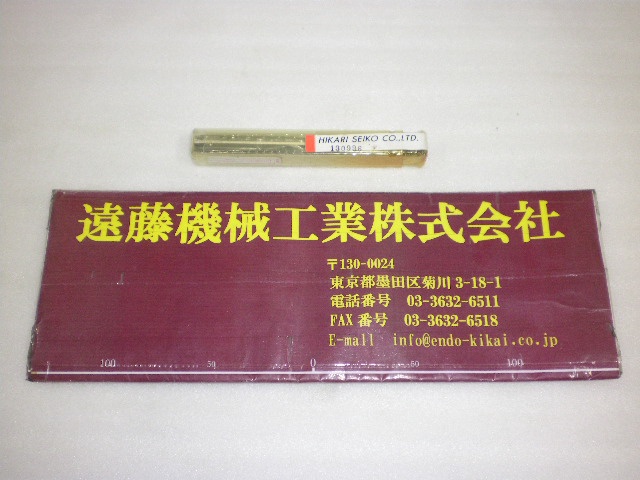 HIKARI SEIKO CO.,LTD.
遠藤機械工業株式会社
〒130-0024
東京都墨田区菊川 3-18-1
電話番号 03-3632-6511
FAX 番号 03-3632-6518
E-mail info@endo-kikai.co.jp
100 50 0 50 100